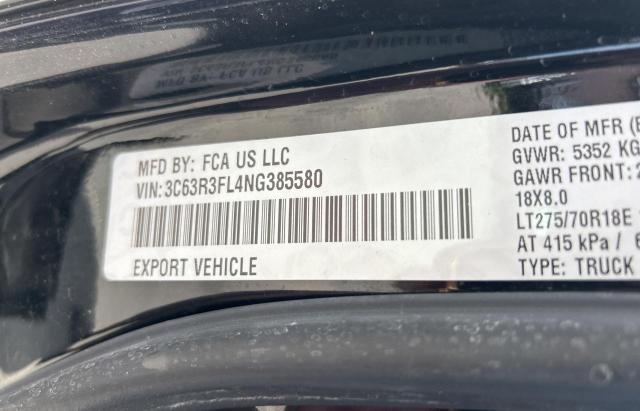 MFD BY: FCA US LLC
VIN:3C63R3FL4NG385580
EXPORT VEHICLE
DATE OF MFR
GVWR: 5352 KG
GAWR FRONT:
18X8.0
LT275/70R18E
AT 415 kPa /
TYPE: TRUCK